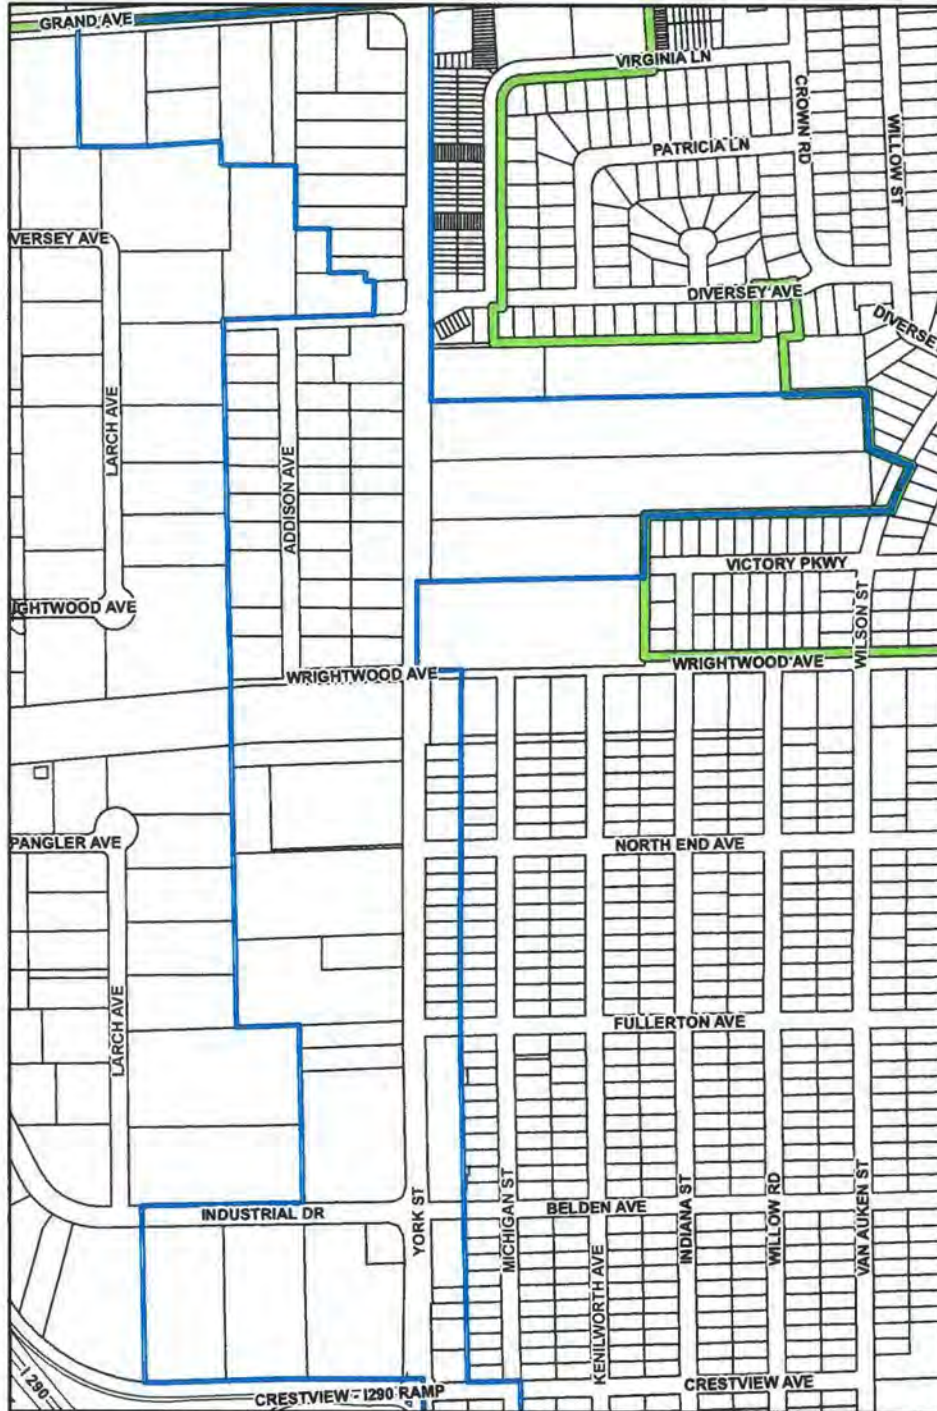 GRAND AVE
VIRGINIA LN
CROWN RD
WILLOW ST
PATRICIA LN
VERSEY AVE
DIVERSEY AVE
DIVERSE
LARCH AVE
ADDISON AVE
VICTORY PKWY
IGHTWOOD AVE
WILSON ST
WRIGHTWOOD AVE
WRIGHTWOOD AVE
PANGLER AVE
NORTH END AVE
LARCH AVE
FULLERTON AVE
INDUSTRIAL DR
YORK ST
MICHIGAN ST
BELDEN AVE
KENILWORTH AVE
INDIANA ST
WILLOW RD
VAN AUKEN ST
I 290
CRESTVIEW - I290 RAMP
CRESTVIEW AVE